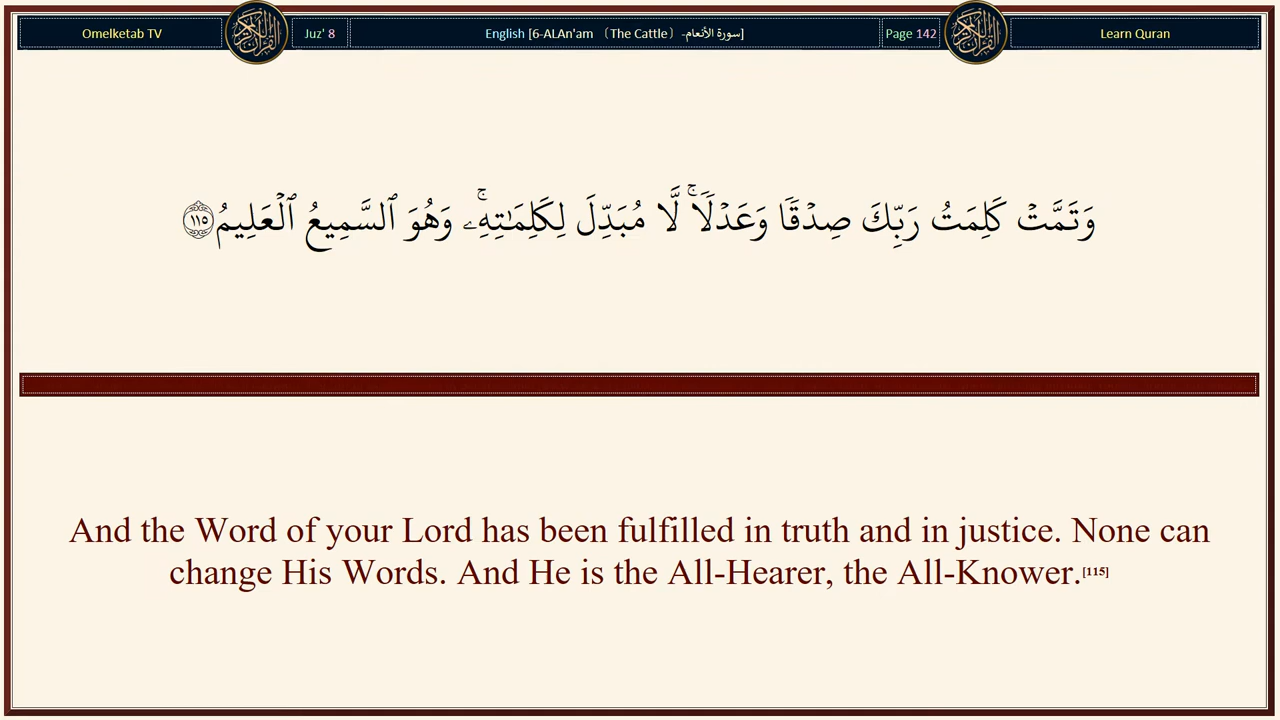 Omelketab TV
Juz' 8
English [6-ALAn'am （The Cattle） -سورة الأنعام]
Page 142
Learn Quran
وَتَمَّتۡ كَلِمَتُ رَبِّكَ صِدۡقٗا وَعَدۡلٗاۚ لَّا مُبَدِّلَ لِكَلِمَٰتِهِۦۚ وَهُوَ ٱلسَّمِيعُ ٱلۡعَلِيمُ ١١٥
And the Word of your Lord has been fulfilled in truth and in justice. None can
change His Words. And He is the All-Hearer, the All-Knower.[115]